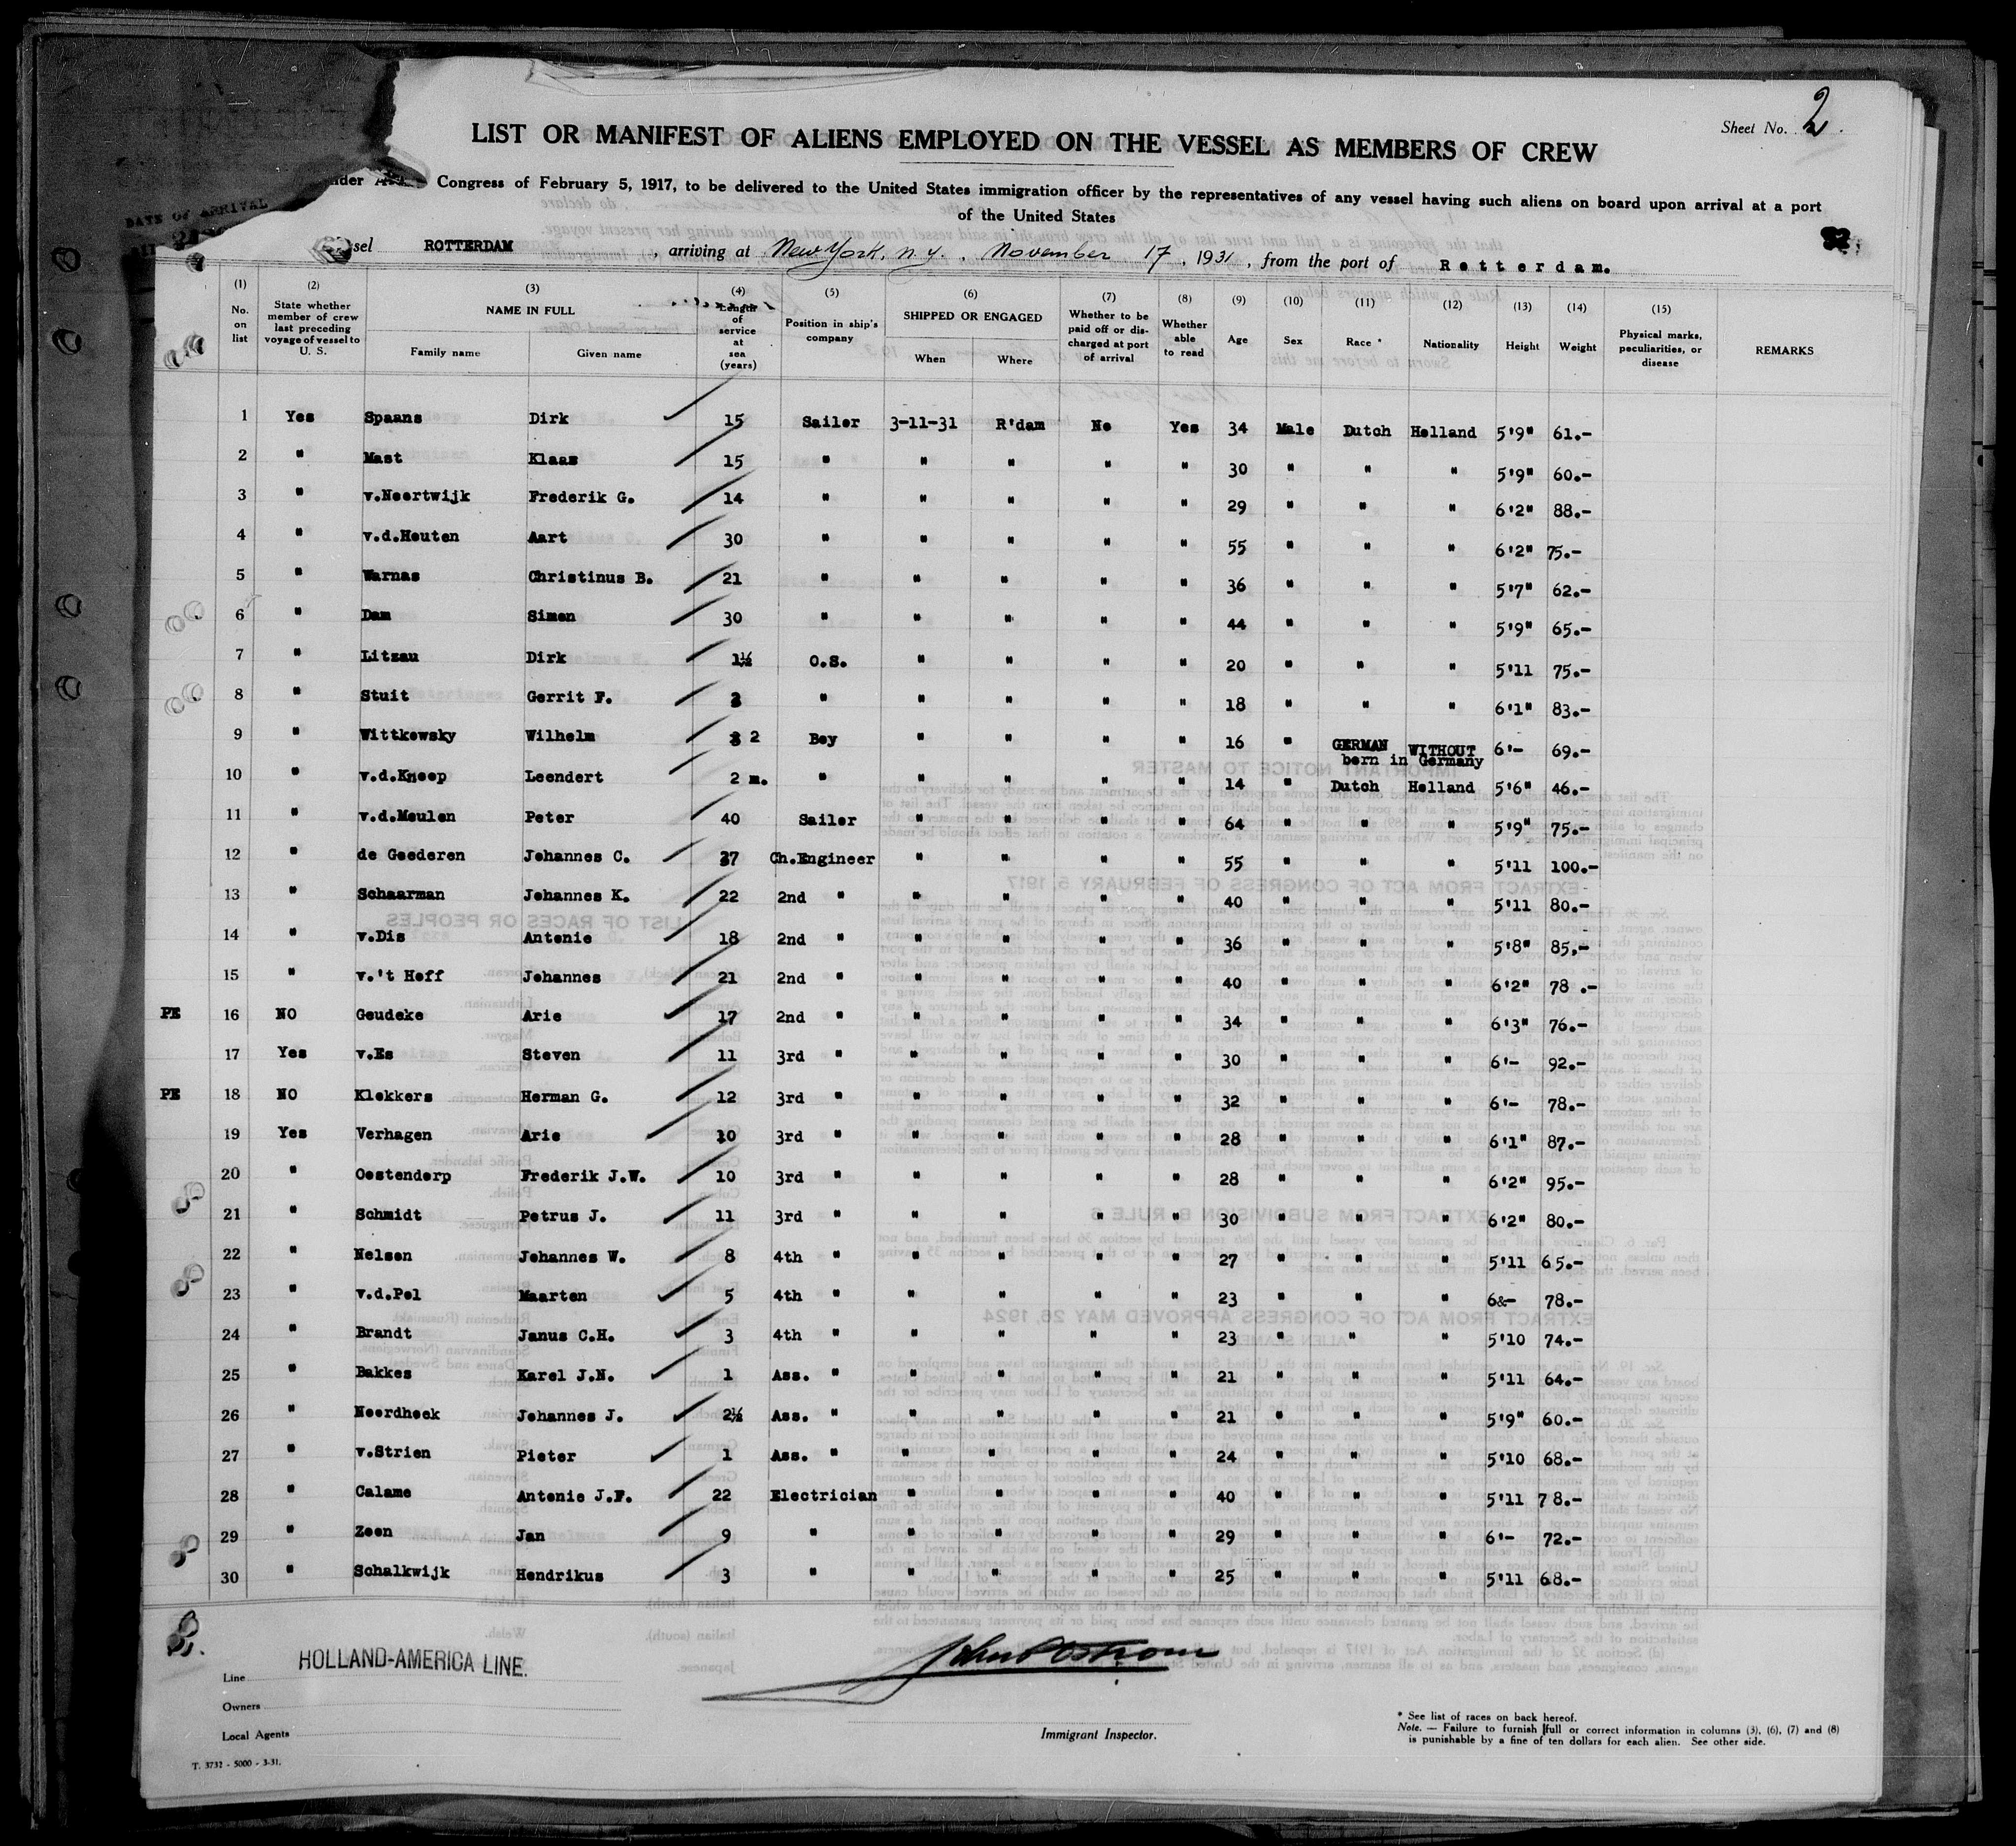 Sheet No. 2.
LIST OR MANIFEST OF ALIENS EMPLOYED ON THE VESSEL AS MEMBERS OF CREW
Congress of February 5, 1917, to be delivered to the United States immigration officer by the representatives of any vessel having such aliens on board upon arrival at a port
of the United States
DATE OF ARRIVAL
ROTTERDAM , arriving at New York, n.y. , November 17 , 1931 , from the port of Rotterdam.
(1) (2) (3) (4) (5) (6) (7) (8) (9) (10) (11) (12) (13) (14) (15)
No. on list State whether member of crew last preceding voyage of vessel to U. S. NAME IN FULL Family name Given name Length of service at sea (years) Position in ship's company SHIPPED OR ENGAGED When Where Whether to be paid off or discharged at port of arrival Whether able to read Age Sex Race * Nationality Height Weight Physical marks, peculiarities, or disease REMARKS
1 Yes Spaans Dirk 15 Sailor 3-11-31 R'dam No Yes 34 Male Dutch Holland 5'9" 61.-
2 " Mast Klaas 15 " " " " " 30 " " " 5'9" 60.-
3 " v.Noortwijk Frederik G. 14 " " " " " 29 " " " 6'2" 88.-
4 " v.d.Houten Aart 30 " " " " " 55 " " " 6'2" 75.-
5 " Warnas Christinus B. 21 " " " " " 36 " " " 5'7" 62.-
6 " Dam Simon 30 " " " " " 44 " " " 5'9" 65.-
7 " Litzau Dirk 1½ O.S. " " " " 20 " " " 5'11 75.-
8 " Stuit Gerrit F. " " " " " 18 " " " 6'1" 83.-
9 " Wittkowsky Wilhelm 2 Boy " " " " 16 " GERMAN WITHOUT 6'- 69.-
born in Germany
10 " v.d.Knoop Leendert 2 m. " " " " " 14 " Dutch Holland 5'6" 46.-
11 " v.d.Meulen Peter 40 Sailor " " " " 64 " " " 5'9" 75.-
12 " de Goederen Johannes C. 37 Ch.Engineer " " " " 55 " " " 5'11 100.-
13 " Schaarman Johannes K. 22 2nd " " " " " 40 " " " 5'11 80.-
14 " v.Dis Antonie 18 2nd " " " " " 36 " " " 5'8" 85,-
15 " v.'t Hoff Johannes 21 2nd " " " " " 40 " " " 6'2" 78 .-
PE 16 NO Geudeke Arie 17 2nd " " " " " 34 " " " 6'3" 76.-
17 Yes v.Es Steven 11 3rd " " " " " 30 " " " 6'- 92.-
PE 18 NO Klokkers Herman G. 12 3rd " " " " " 32 " " " 6'- 78.-
19 Yes Verhagen Arie 10 3rd " " " " " 28 " " " 6'1" 87.-
20 " Oostendorp Frederik J.W. 10 3rd " " " " " 28 " " " 6'2" 95.-
21 " Schmidt Petrus J. 11 3rd " " " " " 30 " " " 6'2" 80.-
22 " Nelson Johannes W. 8 4th " " " " " 27 " " " 5'11 65.-
23 " v.d.Pol Maarten 5 4th " " " " " 23 " " " 6&- 78.-
24 " Brandt Janus C.H. 3 4th " " " " " 23 " " " 5'10 74.-
25 " Bakkes Karel J.N. 1 Ass. " " " " " 21 " " " 5'11 64.-
26 " Noordhoek Johannes J. 2½ Ass. " " " " " 21 " " " 5'9" 60.-
27 " v.Strien Pieter 1 Ass. " " " " " 24 " " " 5'10 68.-
28 " Calame Antonie J.F. 22 Electrician " " " " 40 " " " 5'11 78.-
29 " Zoon Jan 9 " " " " " 29 " " " 6'- 72.-
30 " Schalkwijk Hendrikus 3 " " " " " 25 " " " 5'11 68.-
Line HOLLAND-AMERICA LINE.
Owners
Local Agents
Immigrant Inspector.
* See list of races on back hereof.
Note. — Failure to furnish full or correct information in columns (3), (6), (7) and (8)
is punishable by a fine of ten dollars for each alien. See other side.
T. 3732 - 5000 - 3-31.